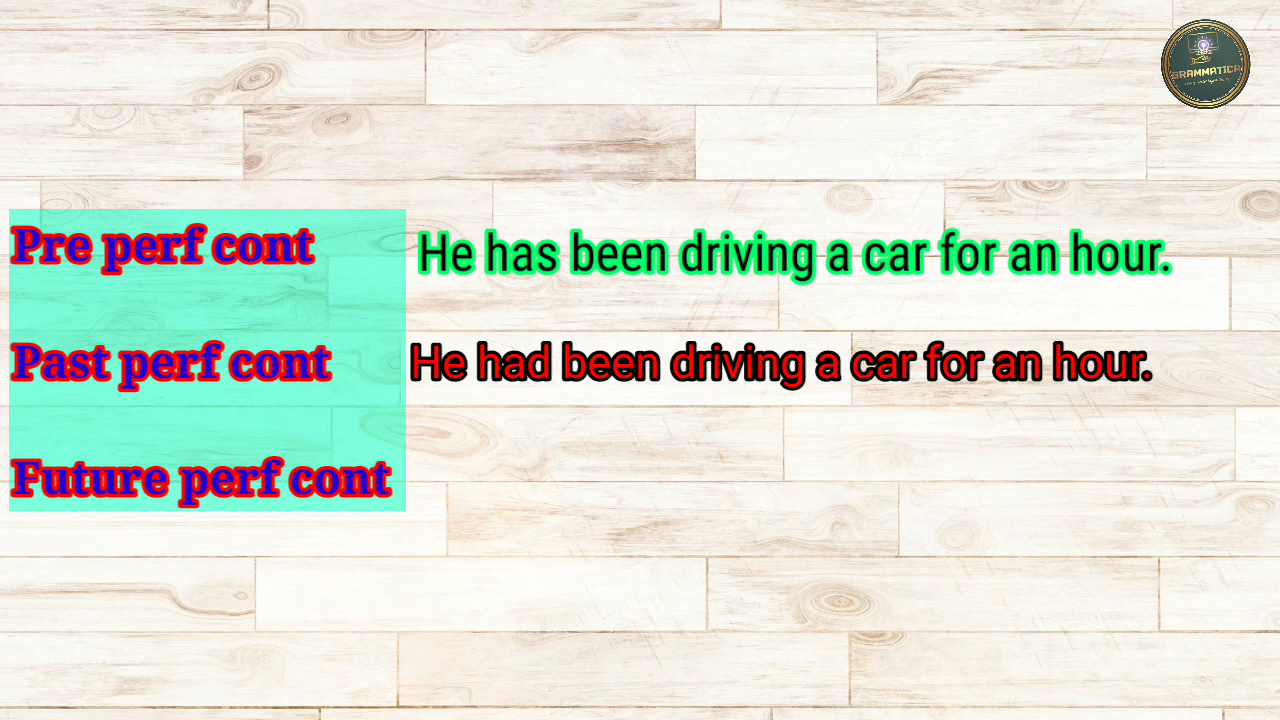 GRAMMATICA
Pre perf cont
He has been driving a car for an hour.
Past perf cont
He had been driving a car for an hour.
Future perf cont